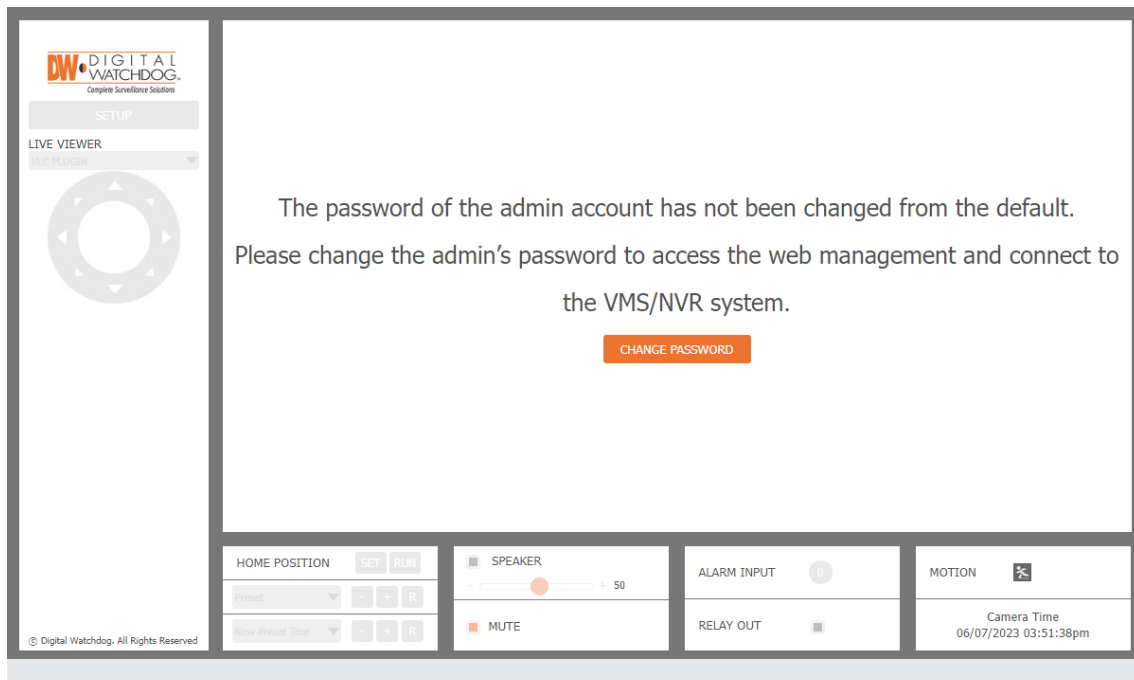 DW DIGITAL
WATCHDOG®
Complete Surveillance Solutions
SETUP
LIVE VIEWER
VLC PLUGIN
The password of the admin account has not been changed from the default.
Please change the admin’s password to access the web management and connect to
the VMS/NVR system.
CHANGE PASSWORD
HOME POSITION SET RUN
Preset - + R
New Preset Tour - + R
SPEAKER
- + 50
MUTE
ALARM INPUT 0
RELAY OUT
MOTION
Camera Time
06/07/2023 03:51:38pm
© Digital Watchdog. All Rights Reserved